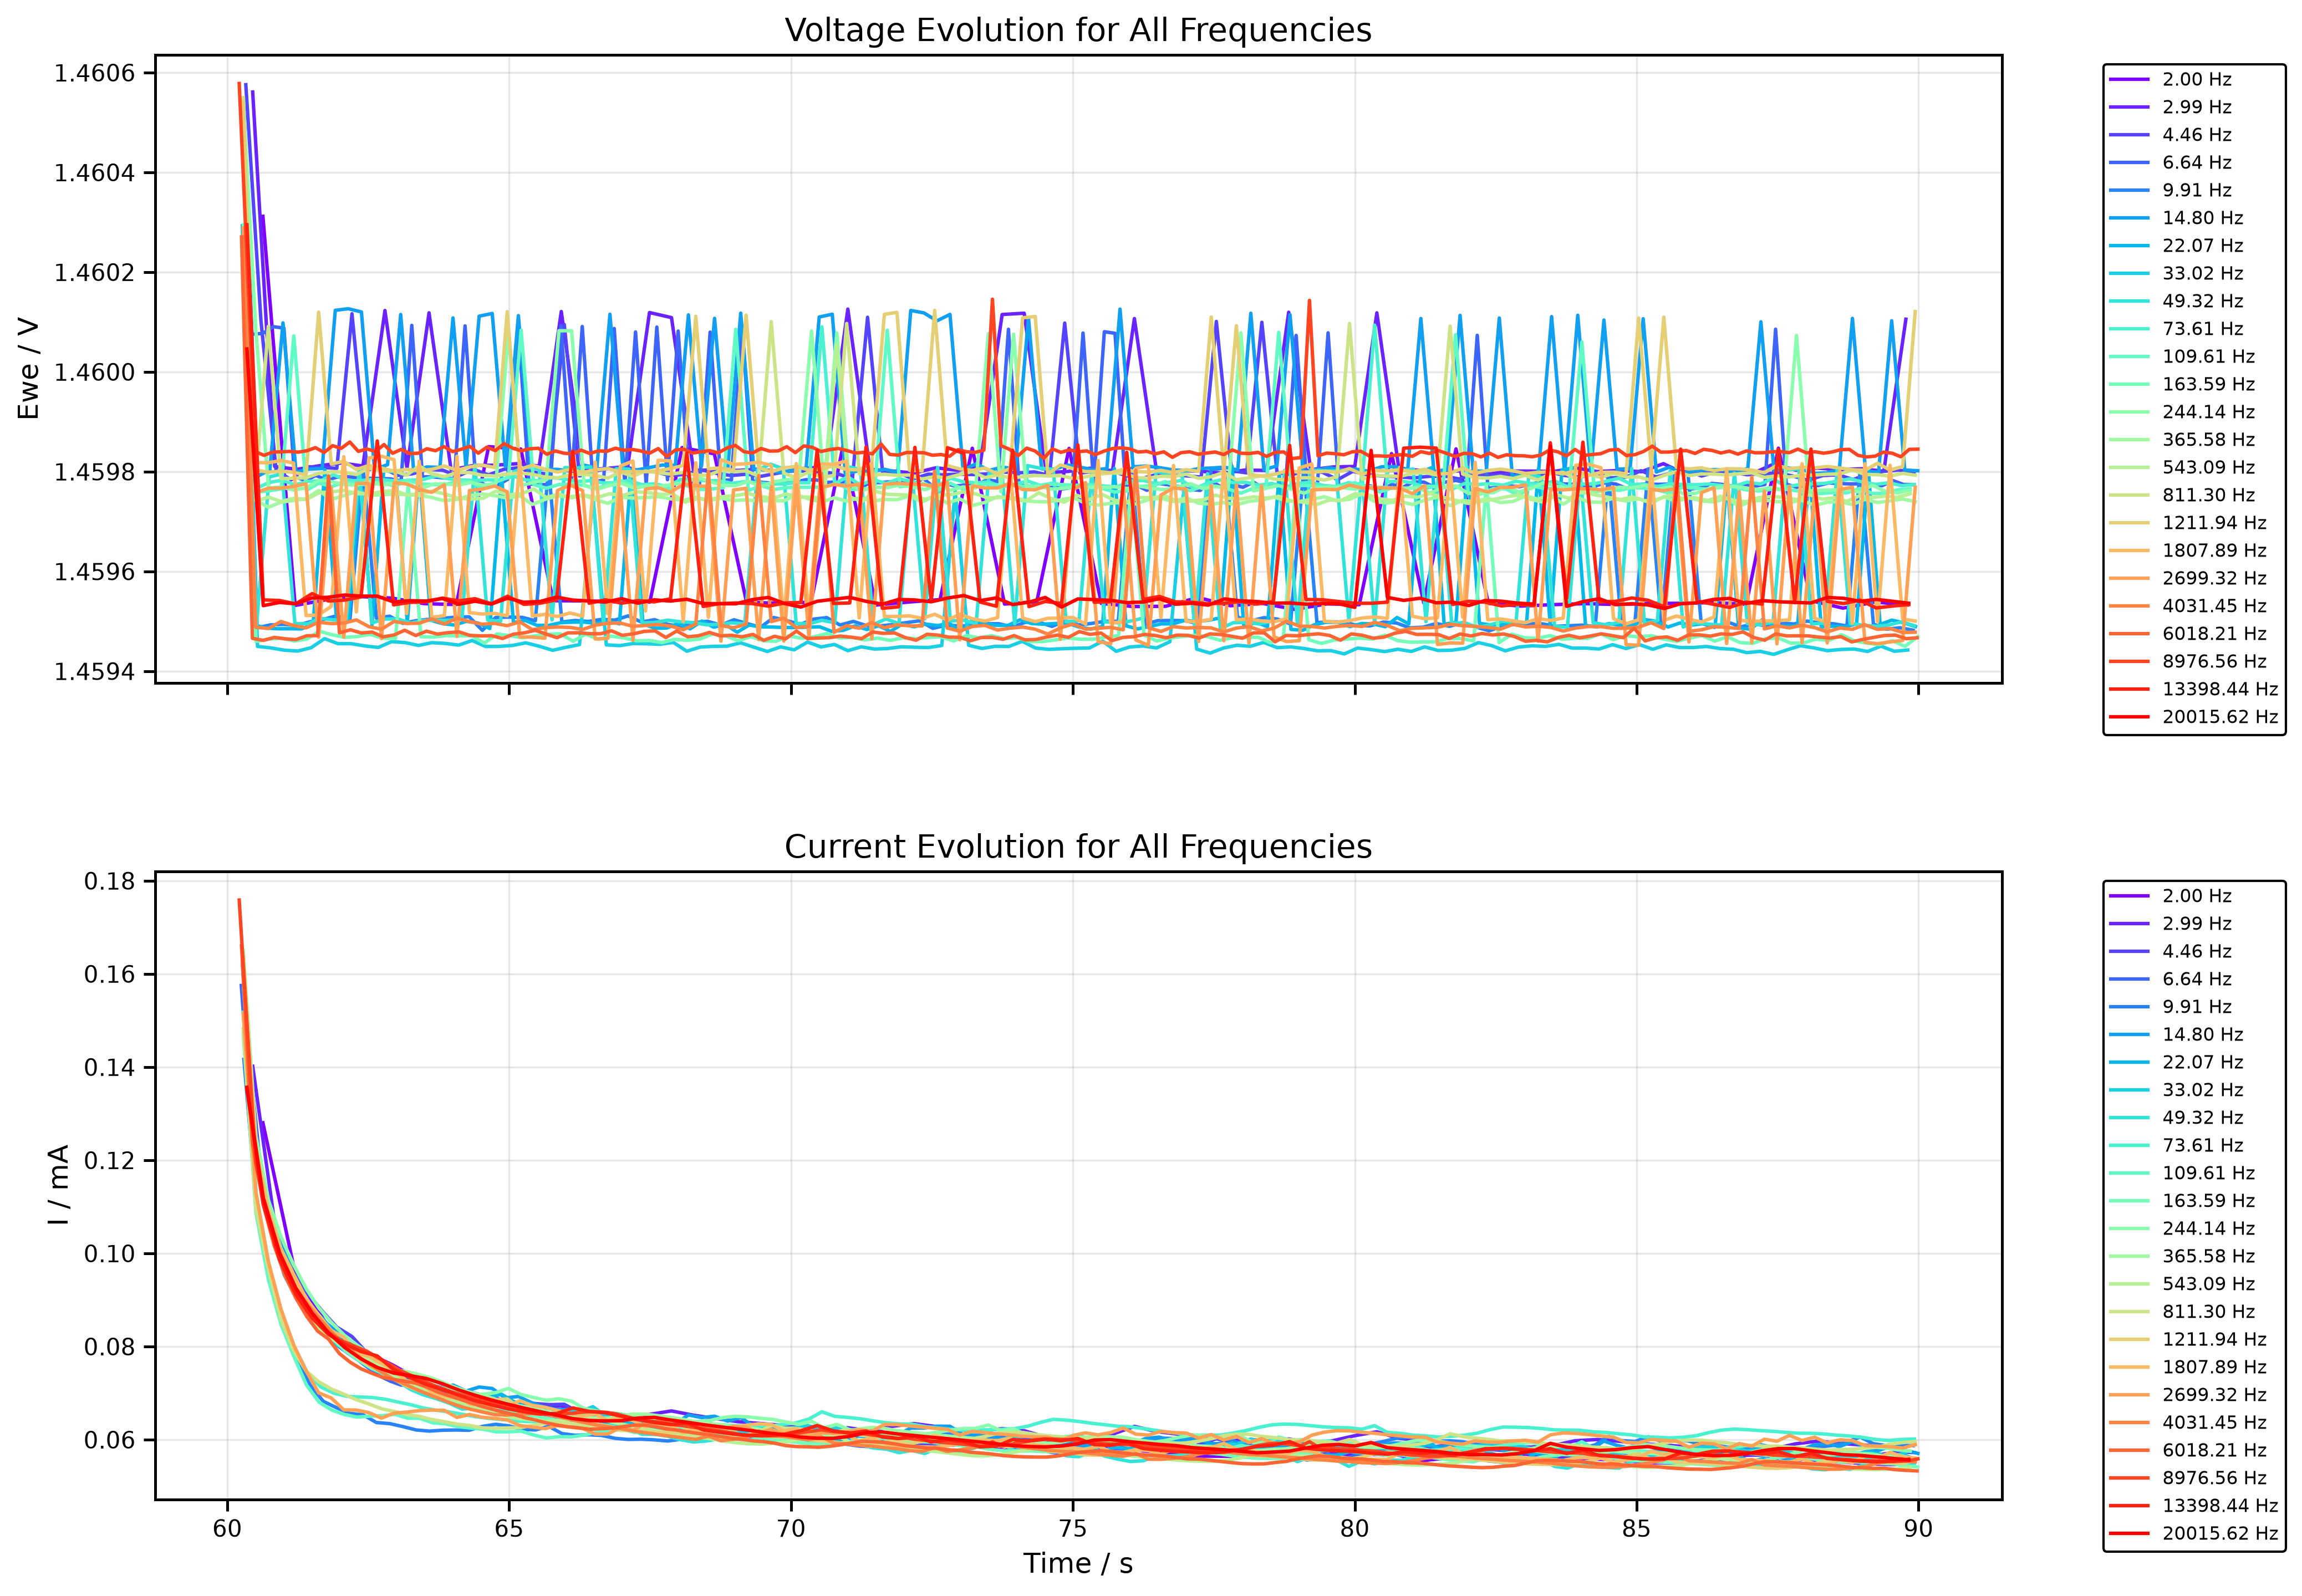 Voltage Evolution for All Frequencies
Ewe / V
1.4606
1.4604
1.4602
1.4600
1.4598
1.4596
1.4594
2.00 Hz
2.99 Hz
4.46 Hz
6.64 Hz
9.91 Hz
14.80 Hz
22.07 Hz
33.02 Hz
49.32 Hz
73.61 Hz
109.61 Hz
163.59 Hz
244.14 Hz
365.58 Hz
543.09 Hz
811.30 Hz
1211.94 Hz
1807.89 Hz
2699.32 Hz
4031.45 Hz
6018.21 Hz
8976.56 Hz
13398.44 Hz
20015.62 Hz
Current Evolution for All Frequencies
I / mA
0.18
0.16
0.14
0.12
0.10
0.08
0.06
60 65 70 75 80 85 90
Time / s
2.00 Hz
2.99 Hz
4.46 Hz
6.64 Hz
9.91 Hz
14.80 Hz
22.07 Hz
33.02 Hz
49.32 Hz
73.61 Hz
109.61 Hz
163.59 Hz
244.14 Hz
365.58 Hz
543.09 Hz
811.30 Hz
1211.94 Hz
1807.89 Hz
2699.32 Hz
4031.45 Hz
6018.21 Hz
8976.56 Hz
13398.44 Hz
20015.62 Hz